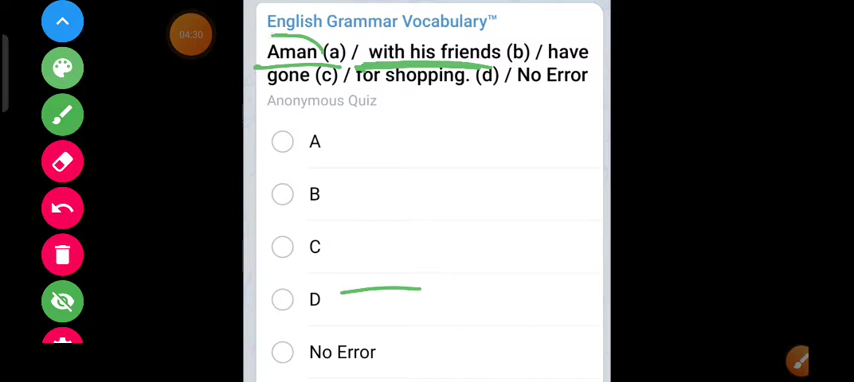 04:30
English Grammar Vocabulary™
Aman (a) / with his friends (b) / have
gone (c) / for shopping. (d) / No Error
Anonymous Quiz
A
B
C
D
No Error